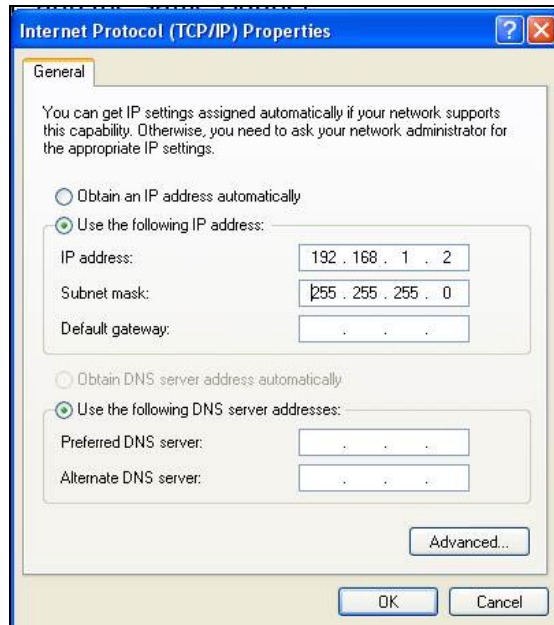 Internet Protocol (TCP/IP) Properties
General
You can get IP settings assigned automatically if your network supports
this capability. Otherwise, you need to ask your network administrator for
the appropriate IP settings.
Obtain an IP address automatically
Use the following IP address:
IP address: 192 . 168 . 1 . 2
Subnet mask: 255 . 255 . 255 . 0
Default gateway: . . .
Obtain DNS server address automatically
Use the following DNS server addresses:
Preferred DNS server: . . .
Alternate DNS server: . . .
Advanced...
OK Cancel